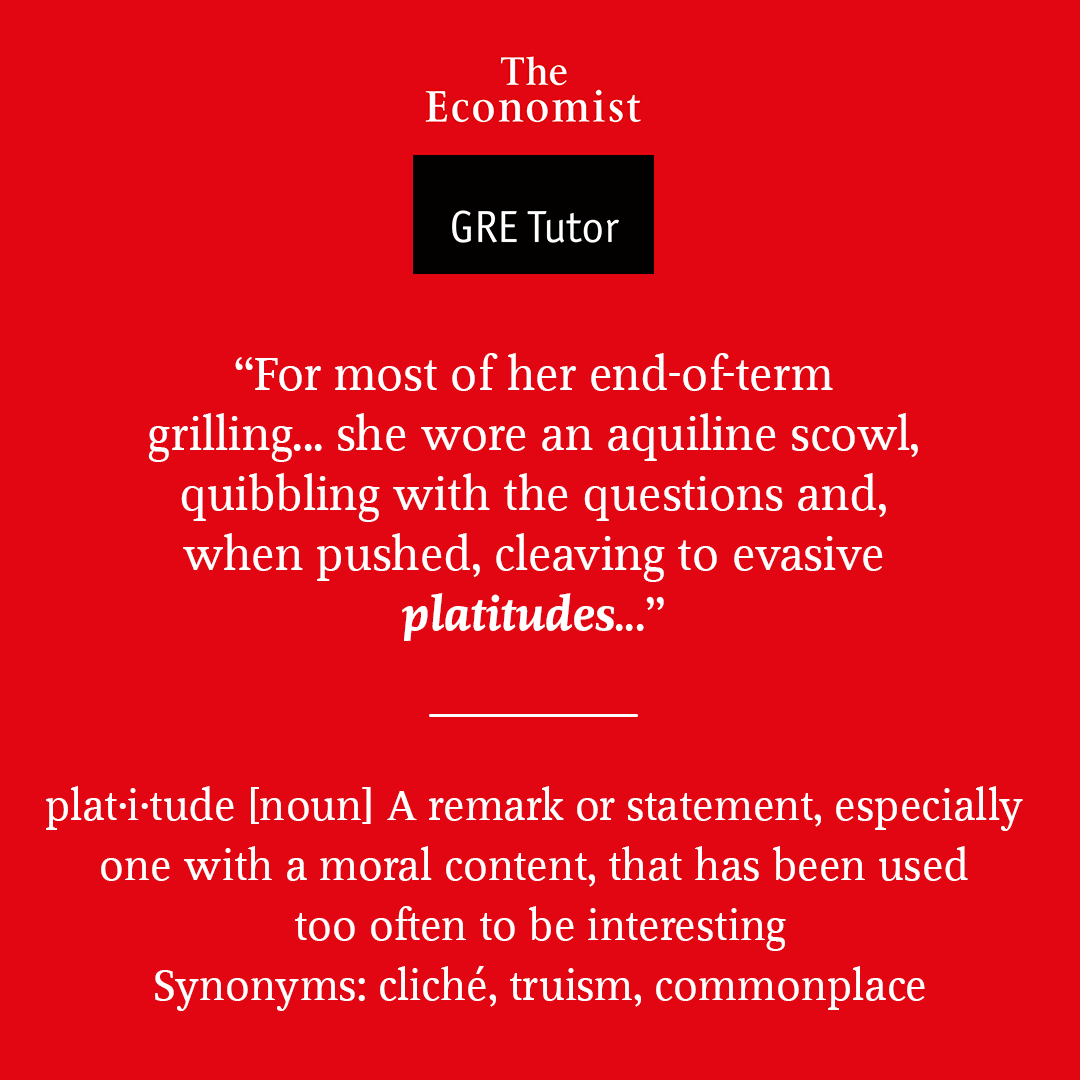 The
Economist
GRE Tutor
“For most of her end-of-term
grilling... she wore an aquiline scowl,
quibbling with the questions and,
when pushed, cleaving to evasive
platitudes...”
plat·i·tude [noun] A remark or statement, especially
one with a moral content, that has been used
too often to be interesting
Synonyms: cliché, truism, commonplace